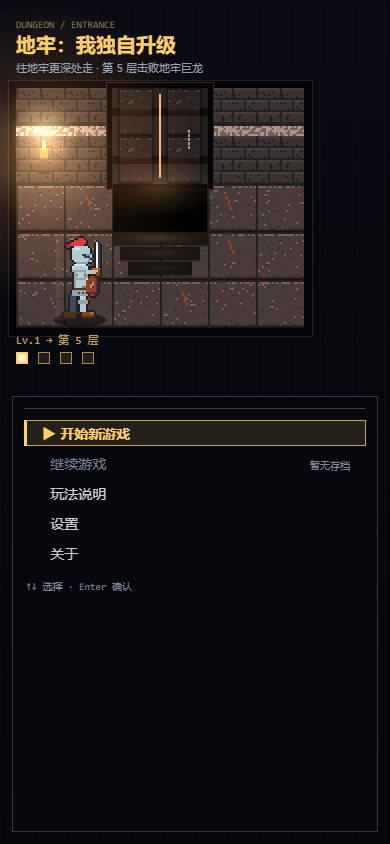 DUNGEON / ENTRANCE
地牢：我独自升级
往地牢更深处走 · 第 5 层击败地牢巨龙
Lv.1 → 第 5 层
▶ 开始新游戏
继续游戏 暂无存档
玩法说明
设置
关于
↑↓ 选择 · Enter 确认